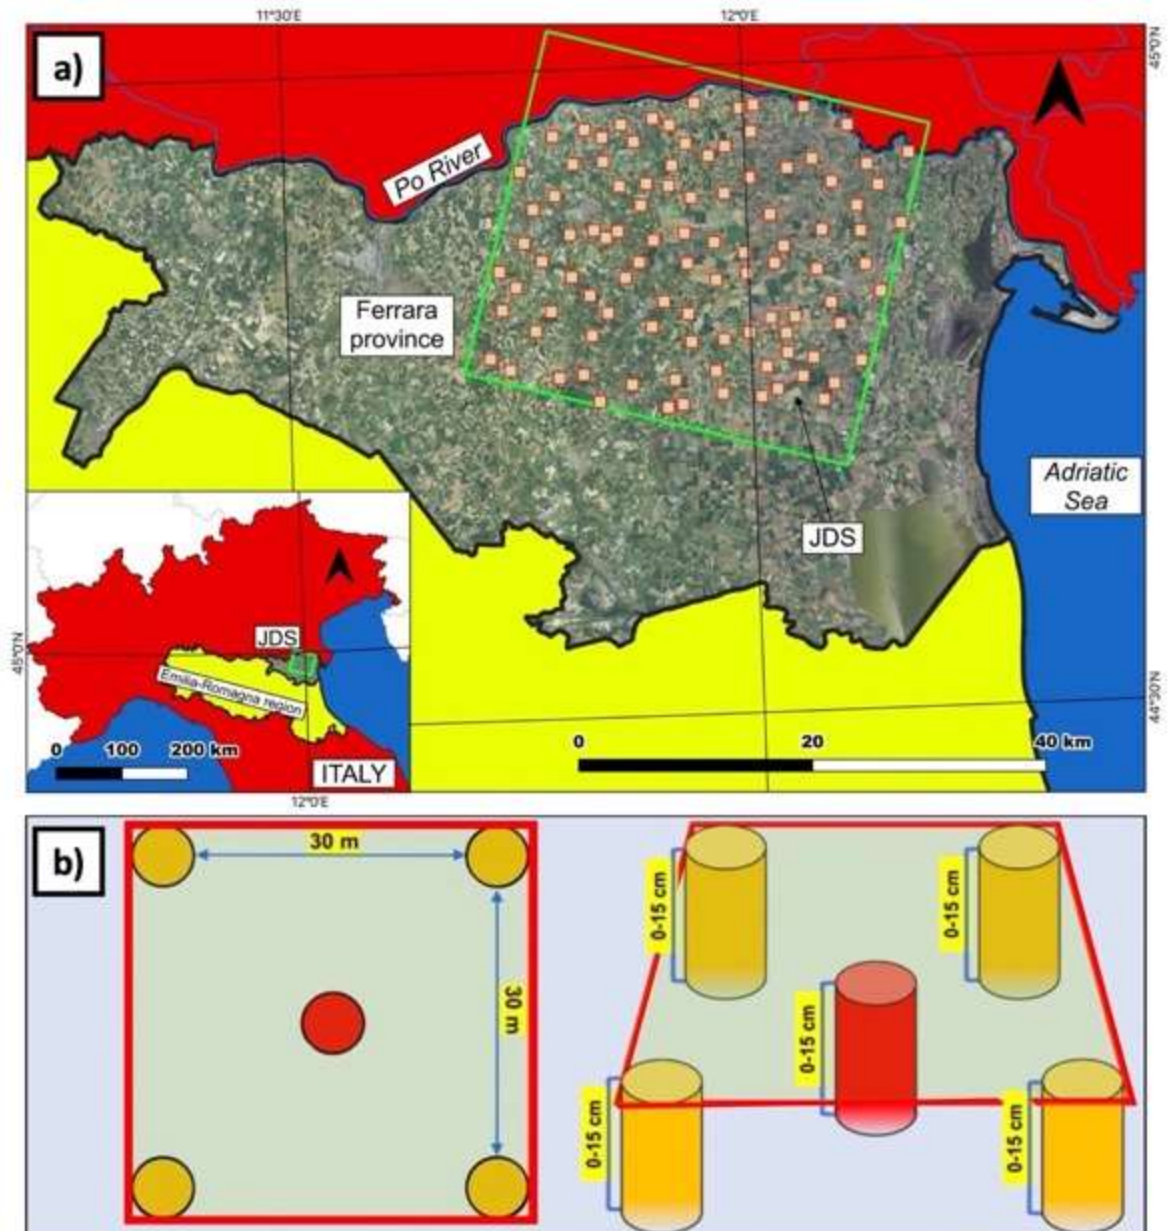 11°30'E
12°0'E
a)
45°0'N
Po River
Ferrara
province
Adriatic
Sea
JDS
JDS
45°0'N
Emilia-Romagna region
44°30'N
0
100
200 km
ITALY
0
20
40 km
12°0'E
b)
30 m
30 m
0-15 cm
0-15 cm
0-15 cm
0-15 cm
0-15 cm